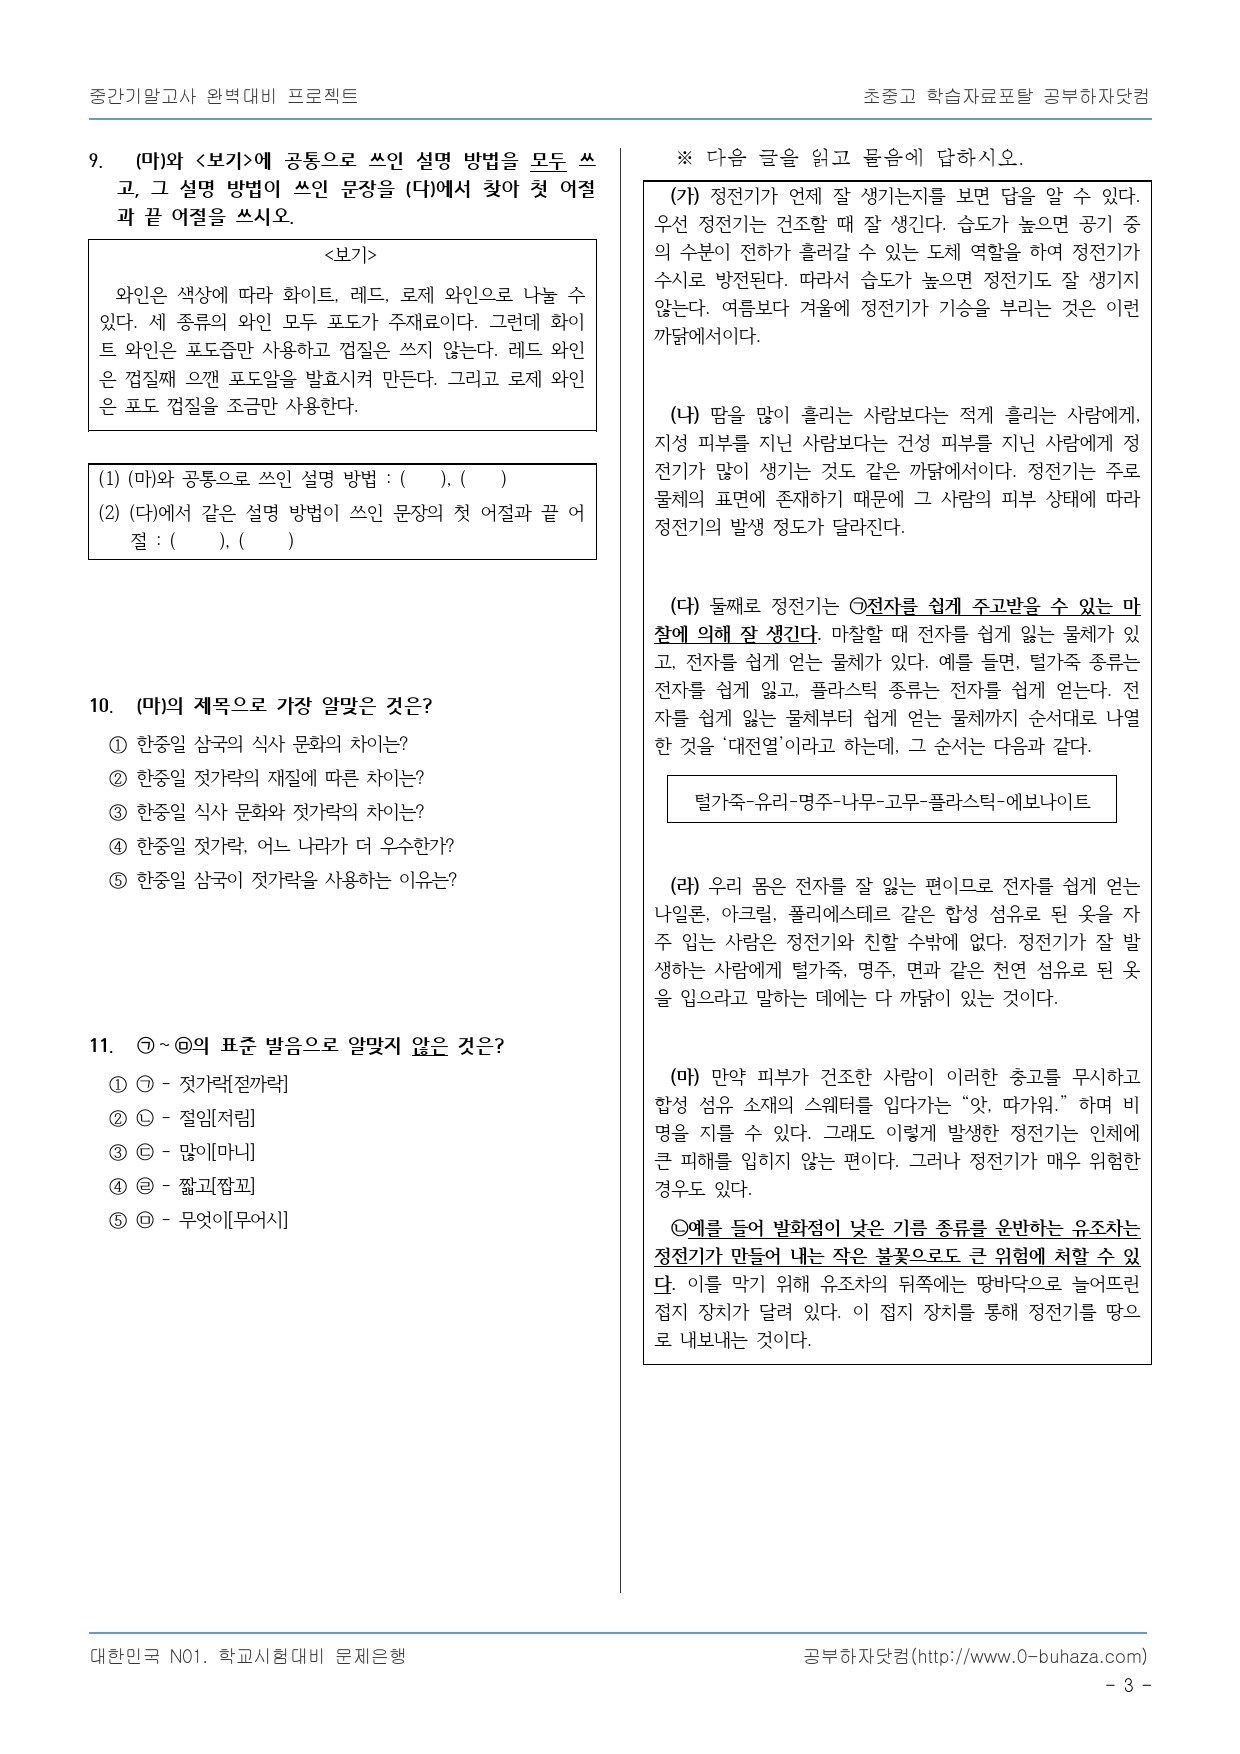 중간기말고사 완벽대비 프로젝트
초중고 학습자료포탈 공부하자닷컴
9. (마)와 <보기>에 공통으로 쓰인 설명 방법을 모두 쓰
고, 그 설명 방법이 쓰인 문장을 (다)에서 찾아 첫 어절
과 끝 어절을 쓰시오.
<보기>
와인은 색상에 따라 화이트, 레드, 로제 와인으로 나눌 수
있다. 세 종류의 와인 모두 포도가 주재료이다. 그런데 화이
트 와인은 포도즙만 사용하고 껍질은 쓰지 않는다. 레드 와인
은 껍질째 으깬 포도알을 발효시켜 만든다. 그리고 로제 와인
은 포도 껍질을 조금만 사용한다.
(1) (마)와 공통으로 쓰인 설명 방법 : ( ), ( )
(2) (다)에서 같은 설명 방법이 쓰인 문장의 첫 어절과 끝 어
절 : ( ), ( )
10. (마)의 제목으로 가장 알맞은 것은?
① 한중일 삼국의 식사 문화의 차이는?
② 한중일 젓가락의 재질에 따른 차이는?
③ 한중일 식사 문화와 젓가락의 차이는?
④ 한중일 젓가락, 어느 나라가 더 우수한가?
⑤ 한중일 삼국이 젓가락을 사용하는 이유는?
11. ㉠~㉤의 표준 발음으로 알맞지 않은 것은?
① ㉠ - 젓가락[젇까락]
② ㉡ - 절임[저림]
③ ㉢ - 많이[마니]
④ ㉣ - 짧고[짭꼬]
⑤ ㉤ - 무엇이[무어시]
※ 다음 글을 읽고 물음에 답하시오.
(가) 정전기가 언제 잘 생기는지를 보면 답을 알 수 있다.
우선 정전기는 건조할 때 잘 생긴다. 습도가 높으면 공기 중
의 수분이 전하가 흘러갈 수 있는 도체 역할을 하여 정전기가
수시로 방전된다. 따라서 습도가 높으면 정전기도 잘 생기지
않는다. 여름보다 겨울에 정전기가 기승을 부리는 것은 이런
까닭에서이다.
(나) 땀을 많이 흘리는 사람보다는 적게 흘리는 사람에게,
지성 피부를 지닌 사람보다는 건성 피부를 지닌 사람에게 정
전기가 많이 생기는 것도 같은 까닭에서이다. 정전기는 주로
물체의 표면에 존재하기 때문에 그 사람의 피부 상태에 따라
정전기의 발생 정도가 달라진다.
(다) 둘째로 정전기는 ㉠전자를 쉽게 주고받을 수 있는 마
찰에 의해 잘 생긴다. 마찰할 때 전자를 쉽게 잃는 물체가 있
고, 전자를 쉽게 얻는 물체가 있다. 예를 들면, 털가죽 종류는
전자를 쉽게 잃고, 플라스틱 종류는 전자를 쉽게 얻는다. 전
자를 쉽게 잃는 물체부터 쉽게 얻는 물체까지 순서대로 나열
한 것을 ‘대전열’이라고 하는데, 그 순서는 다음과 같다.
털가죽-유리-명주-나무-고무-플라스틱-에보나이트
(라) 우리 몸은 전자를 잘 잃는 편이므로 전자를 쉽게 얻는
나일론, 아크릴, 폴리에스테르 같은 합성 섬유로 된 옷을 자
주 입는 사람은 정전기와 친할 수밖에 없다. 정전기가 잘 발
생하는 사람에게 털가죽, 명주, 면과 같은 천연 섬유로 된 옷
을 입으라고 말하는 데에는 다 까닭이 있는 것이다.
(마) 만약 피부가 건조한 사람이 이러한 충고를 무시하고
합성 섬유 소재의 스웨터를 입다가는 “앗, 따가워.” 하며 비
명을 지를 수 있다. 그래도 이렇게 발생한 정전기는 인체에
큰 피해를 입히지 않는 편이다. 그러나 정전기가 매우 위험한
경우도 있다.
㉡예를 들어 발화점이 낮은 기름 종류를 운반하는 유조차는
정전기가 만들어 내는 작은 불꽃으로도 큰 위험에 처할 수 있
다. 이를 막기 위해 유조차의 뒤쪽에는 땅바닥으로 늘어뜨린
접지 장치가 달려 있다. 이 접지 장치를 통해 정전기를 땅으
로 내보내는 것이다.
대한민국 N01. 학교시험대비 문제은행
공부하자닷컴(http://www.0-buhaza.com)
- 3 -